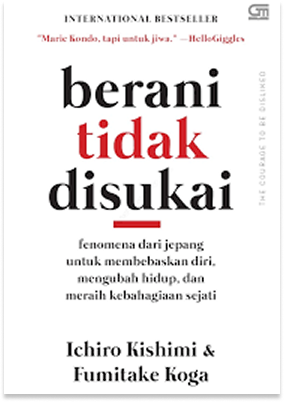 INTERNATIONAL BESTSELLER
"Marie Kondo, tapi untuk jiwa." —HelloGiggles
GM
berani
tidak
disukai
THE COURAGE TO BE DISLIKED
fenomena dari jepang
untuk membebaskan diri,
mengubah hidup, dan
meraih kebahagiaan sejati
Ichiro Kishimi &
Fumitake Koga